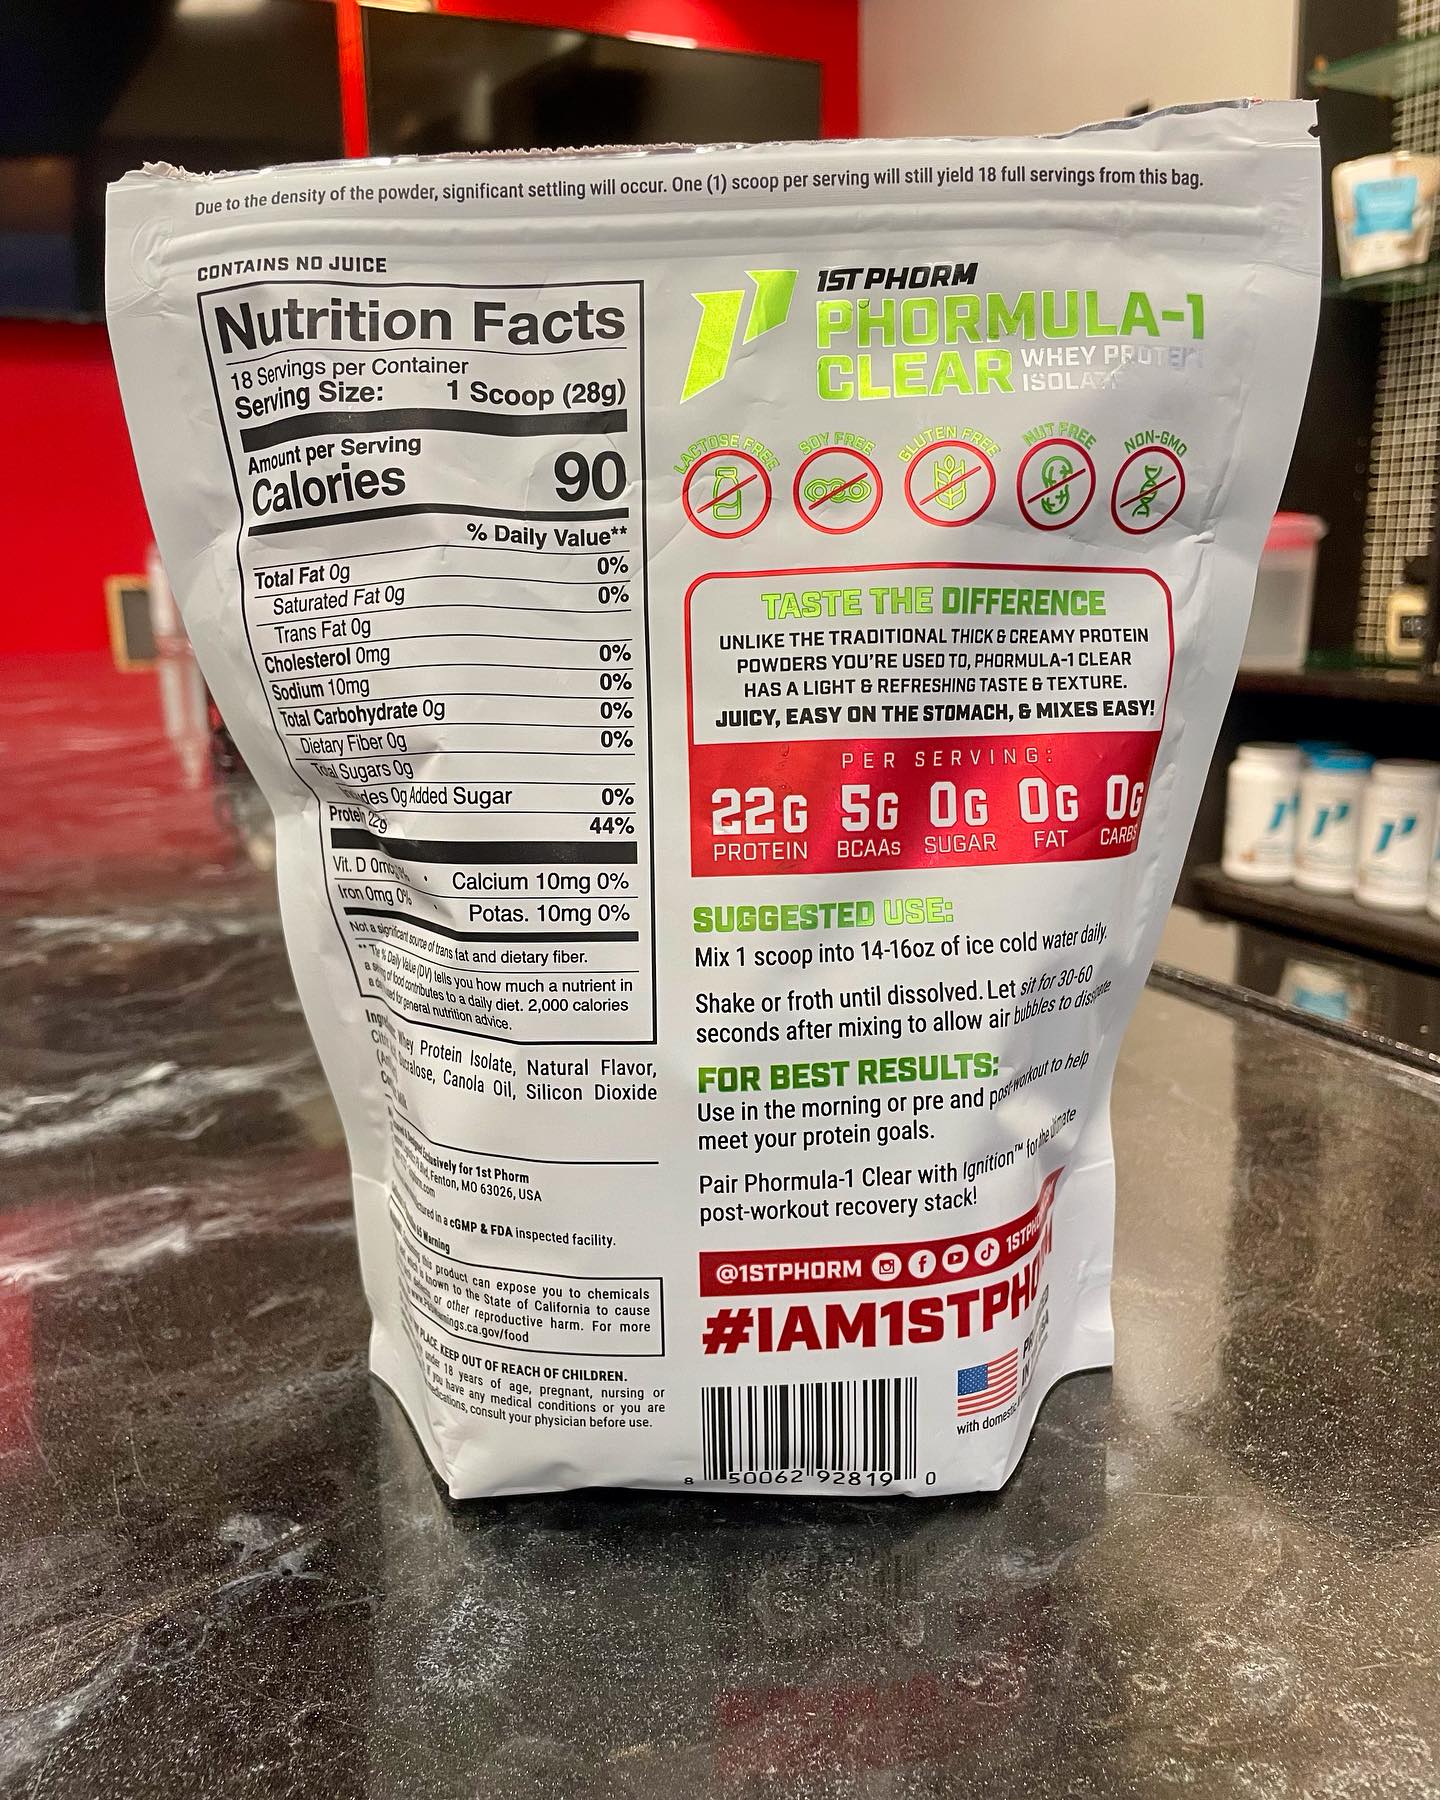 Due to the density of the powder, significant settling will occur. One (1) scoop per serving will still yield 18 full servings from this bag.
CONTAINS NO JUICE
Nutrition Facts
18 Servings per Container
Serving Size: 1 Scoop (28g)
Amount per Serving
Calories 90
% Daily Value**
Total Fat 0g 0%
Saturated Fat 0g 0%
Trans Fat 0g
Cholesterol 0mg 0%
Sodium 10mg 0%
Total Carbohydrate 0g 0%
Dietary Fiber 0g 0%
Total Sugars 0g
0g Added Sugar 0%
Protein 22g 44%
Vit. D 0mcg 0% • Calcium 10mg 0%
Iron 0mg 0% • Potas. 10mg 0%
Not a significant source of trans fat and dietary fiber.
** The % Daily Value (DV) tells you how much a nutrient in
a serving of food contributes to a daily diet. 2,000 calories
a for general nutrition advice.
Whey Protein Isolate, Natural Flavor,
Canola Oil, Silicon Dioxide
Exclusively for 1st Phorm
Fenton, MO 63026, USA
in a cGMP & FDA inspected facility.
Warning
this product can expose you to chemicals
known to the State of California to cause
or other reproductive harm. For more
.ca.gov/food
PLACE. KEEP OUT OF REACH OF CHILDREN.
under 18 years of age, pregnant, nursing or
if you have any medical conditions or you are
consult your physician before use.
1ST PHORM
PHORMULA-1
CLEAR WHEY PROTEIN
ISOLATE
LACTOSE FREE
SOY FREE
GLUTEN FREE
NUT FREE
NON-GMO
TASTE THE DIFFERENCE
UNLIKE THE TRADITIONAL THICK & CREAMY PROTEIN
POWDERS YOU'RE USED TO, PHORMULA-1 CLEAR
HAS A LIGHT & REFRESHING TASTE & TEXTURE.
JUICY, EASY ON THE STOMACH, & MIXES EASY!
PER SERVING:
22G 5G 0G 0G 0G
PROTEIN BCAAs SUGAR FAT CARBS
SUGGESTED USE:
Mix 1 scoop into 14-16oz of ice cold water daily.
Shake or froth until dissolved. Let sit for 30-60
seconds after mixing to allow air bubbles to dissipate
FOR BEST RESULTS:
Use in the morning or pre and post-workout to help
meet your protein goals.
Pair Phormula-1 Clear with Ignition™ for the ultimate
post-workout recovery stack!
@1STPHORM
#IAM1STPHORM
with domestic
8 50062 92819 0